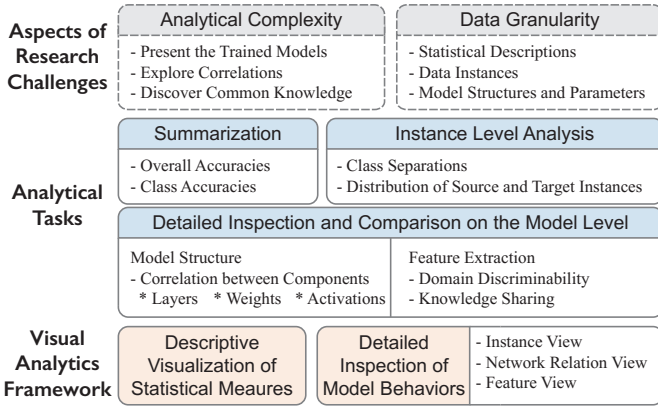 Aspects of
Research
Challenges
Analytical Complexity
- Present the Trained Models
- Explore Correlations
- Discover Common Knowledge
Data Granularity
- Statistical Descriptions
- Data Instances
- Model Structures and Parameters
Analytical
Tasks
Summarization
- Overall Accuracies
- Class Accuracies
Instance Level Analysis
- Class Separations
- Distribution of Source and Target Instances
Detailed Inspection and Comparison on the Model Level
Model Structure
- Correlation between Components
* Layers * Weights * Activations
Feature Extraction
- Domain Discriminability
- Knowledge Sharing
Visual
Analytics
Framework
Descriptive
Visualization of
Statistical Meaures
Detailed
Inspection of
Model Behaviors
- Instance View
- Network Relation View
- Feature View